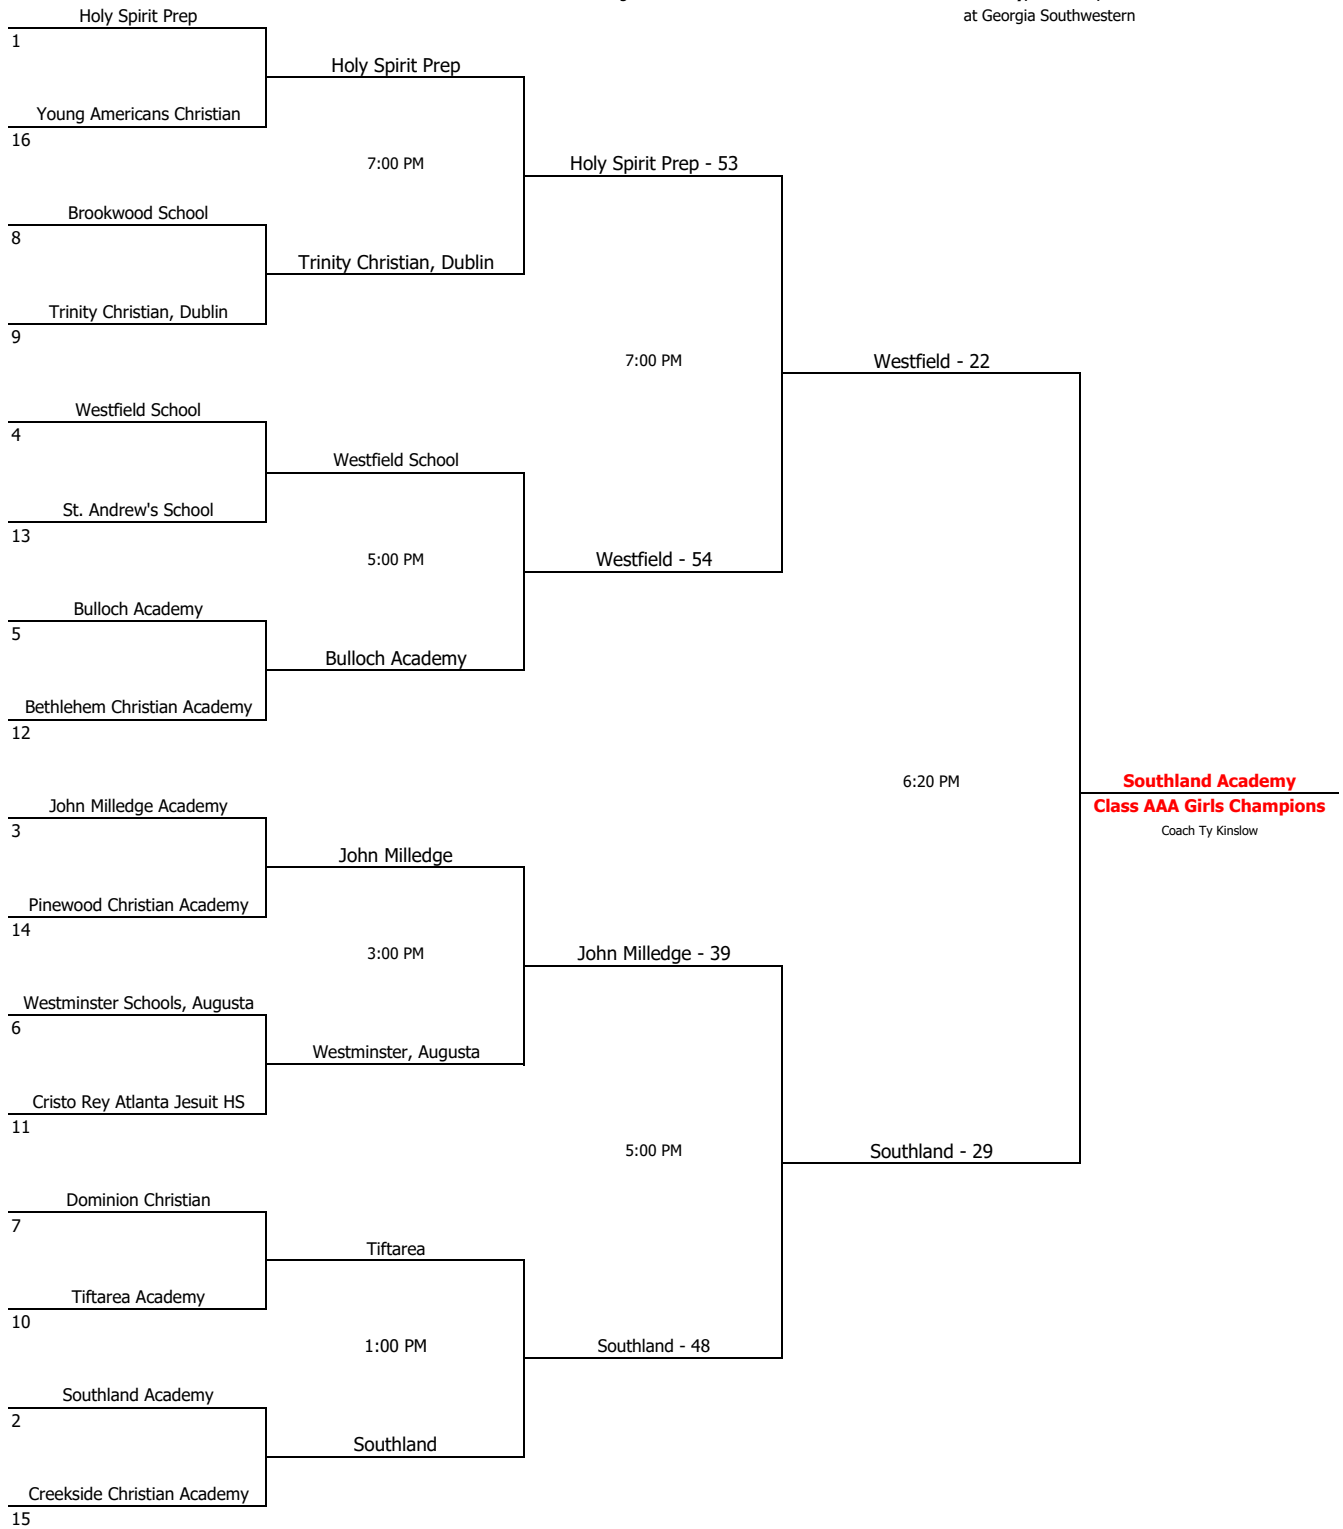 Holy Spirit Prep
at Georgia Southwestern
1
Holy Spirit Prep
Young Americans Christian
16
7:00 PM
Holy Spirit Prep - 53
Brookwood School
8
Trinity Christian, Dublin
Trinity Christian, Dublin
9
7:00 PM
Westfield - 22
Westfield School
4
Westfield School
St. Andrew's School
13
5:00 PM
Westfield - 54
Bulloch Academy
5
Bulloch Academy
Bethlehem Christian Academy
12
6:20 PM
Southland Academy
Class AAA Girls Champions
Coach Ty Kinslow
John Milledge Academy
3
John Milledge
Pinewood Christian Academy
14
3:00 PM
John Milledge - 39
Westminster Schools, Augusta
6
Westminster, Augusta
Cristo Rey Atlanta Jesuit HS
11
5:00 PM
Southland - 29
Dominion Christian
7
Tiftarea
Tiftarea Academy
10
1:00 PM
Southland - 48
Southland Academy
2
Southland
Creekside Christian Academy
15